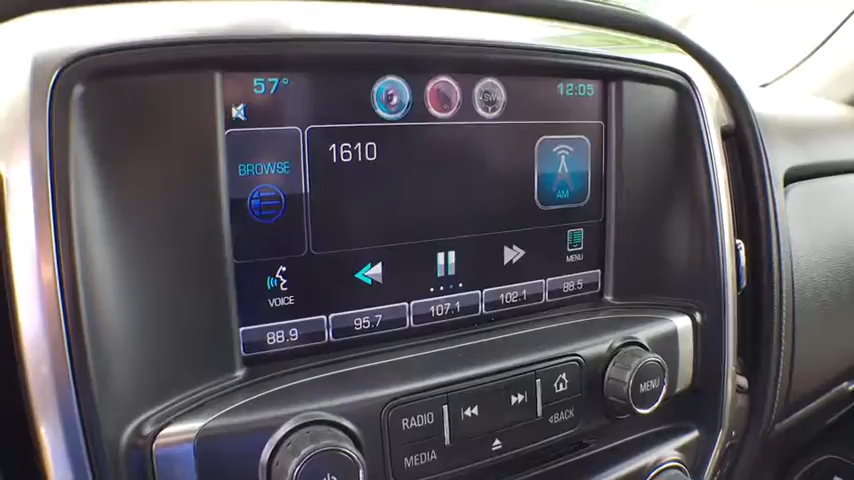 57°
SW
12:05
BROWSE
1610
AM
VOICE
MENU
88.9 95.7 107.1 102.1 88.5
RADIO
MEDIA
BACK
MENU